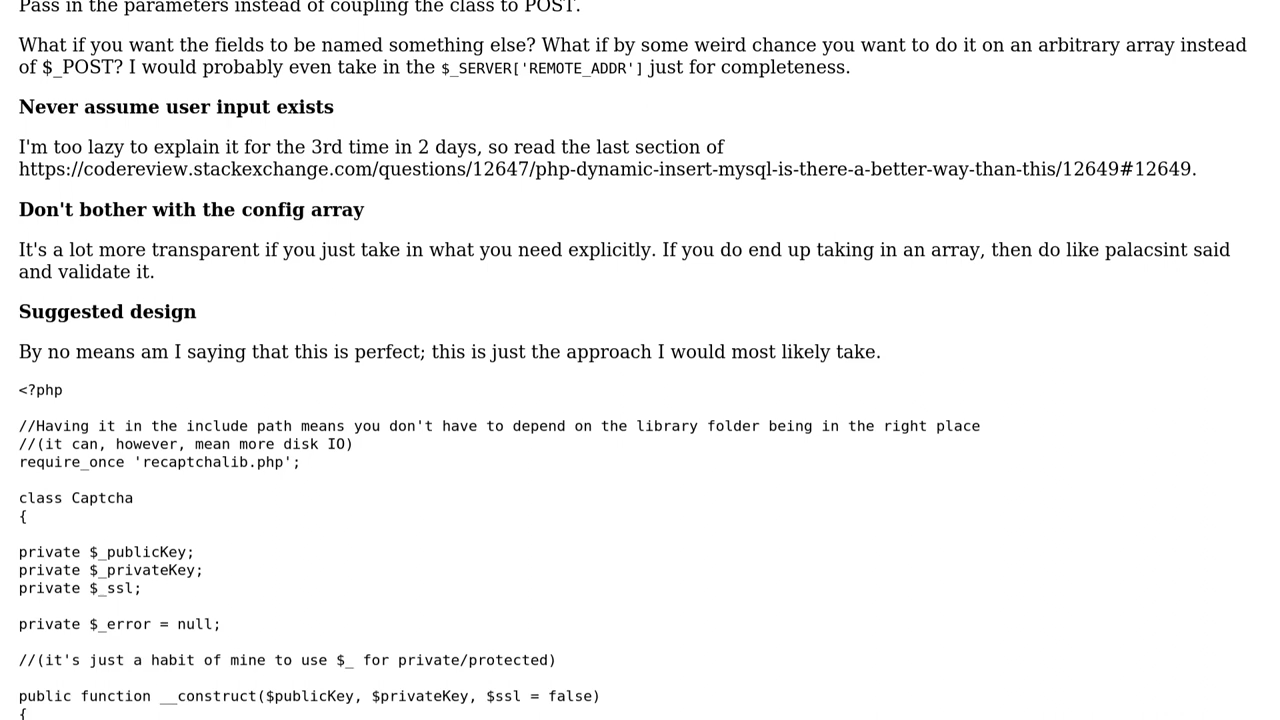 Pass in the parameters instead of coupling the class to POST.
What if you want the fields to be named something else? What if by some weird chance you want to do it on an arbitrary array instead
of $_POST? I would probably even take in the $_SERVER['REMOTE_ADDR'] just for completeness.
Never assume user input exists
I'm too lazy to explain it for the 3rd time in 2 days, so read the last section of
https://codereview.stackexchange.com/questions/12647/php-dynamic-insert-mysql-is-there-a-better-way-than-this/12649#12649.
Don't bother with the config array
It's a lot more transparent if you just take in what you need explicitly. If you do end up taking in an array, then do like palacsint said
and validate it.
Suggested design
By no means am I saying that this is perfect; this is just the approach I would most likely take.
<?php
//Having it in the include path means you don't have to depend on the library folder being in the right place
//(it can, however, mean more disk IO)
require_once 'recaptchalib.php';
class Captcha
{
private $_publicKey;
private $_privateKey;
private $_ssl;
private $_error = null;
//(it's just a habit of mine to use $_ for private/protected)
public function __construct($publicKey, $privateKey, $ssl = false)
{